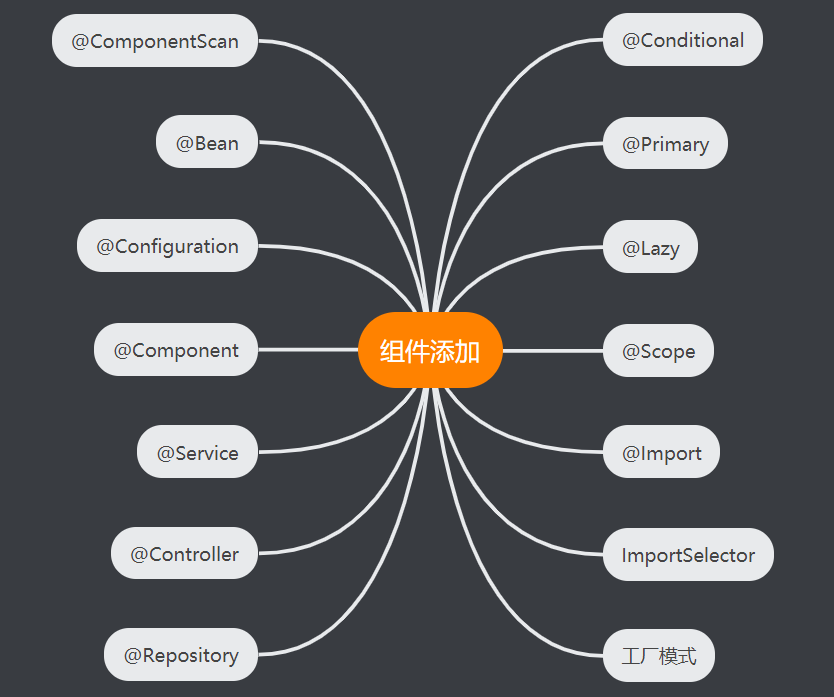 @ComponentScan
@Bean
@Configuration
@Component
@Service
@Controller
@Repository
组件添加
@Conditional
@Primary
@Lazy
@Scope
@Import
ImportSelector
工厂模式